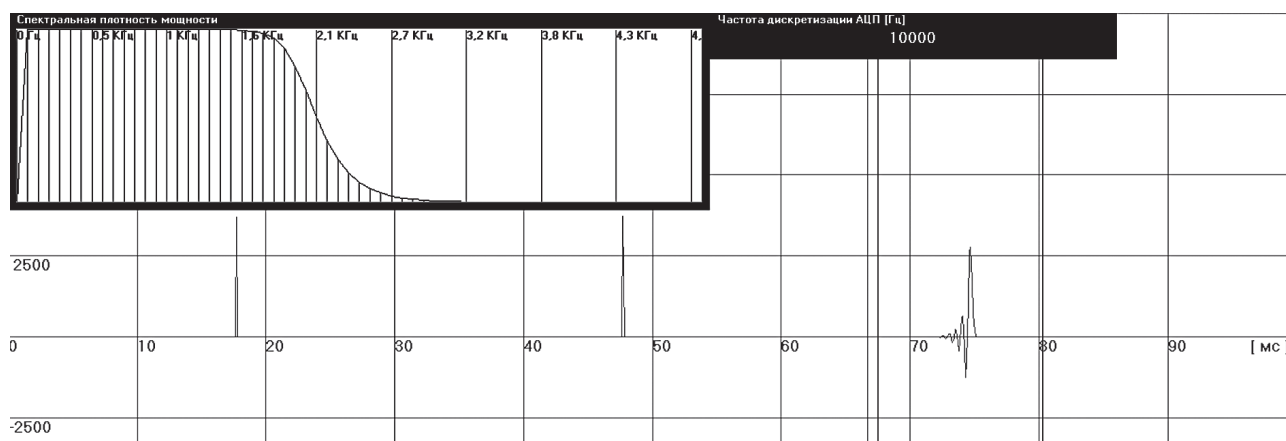 Спектральная плотность мощности
0 Гц 0,5 КГц 1 КГц 1,6 КГц 2,1 КГц 2,7 КГц 3,2 КГц 3,8 КГц 4,3 КГц 4,
Частота дискретизации АЦП [Гц]
10000
2500
0 10 20 30 40 50 60 70 80 90 [ мс ]
-2500